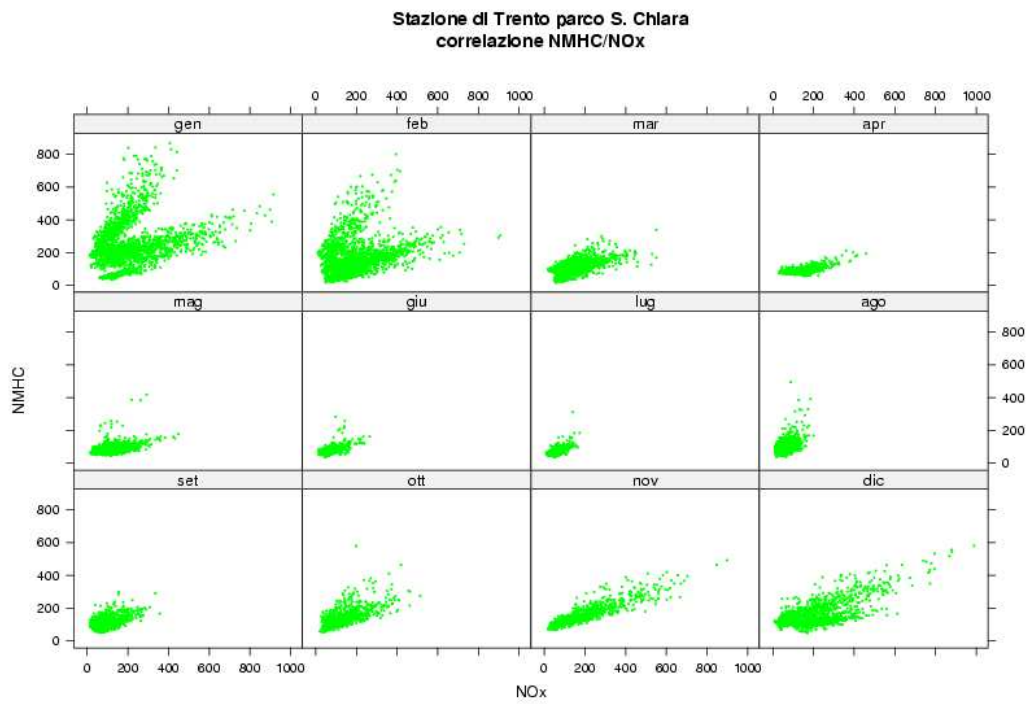 Stazione di Trento parco S. Chiara
correlazione NMHC/NOx
0 200 400 600 800 1000 0 200 400 600 800 1000
gen feb mar apr
800
600
400
200
0
mag giu lug ago
800
600
400
200
0
NMHC
set ott nov dic
800
600
400
200
0
0 200 400 600 800 1000 0 200 400 600 800 1000
NOx